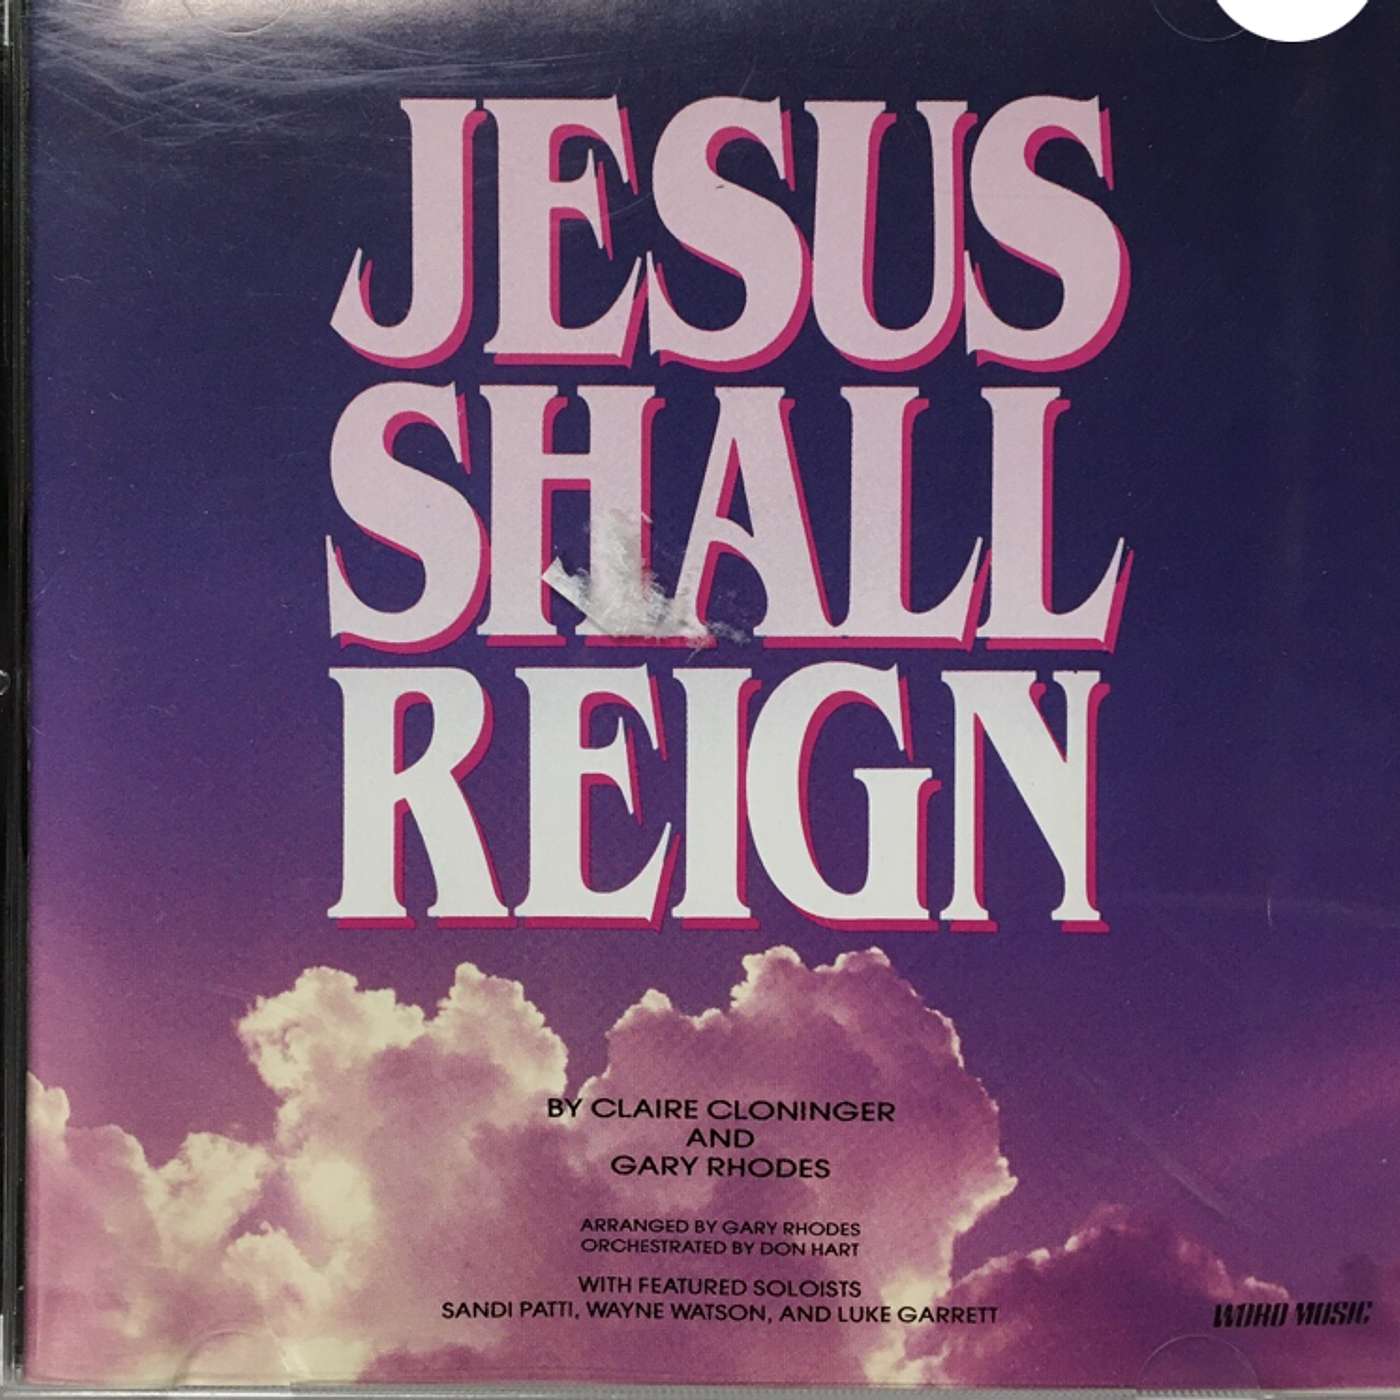 JESUS
SHALL
REIGN
BY CLAIRE CLONINGER
AND
GARY RHODES
ARRANGED BY GARY RHODES
ORCHESTRATED BY DON HART
WITH FEATURED SOLOISTS
SANDI PATTI, WAYNE WATSON, AND LUKE GARRETT
WORD MUSIC